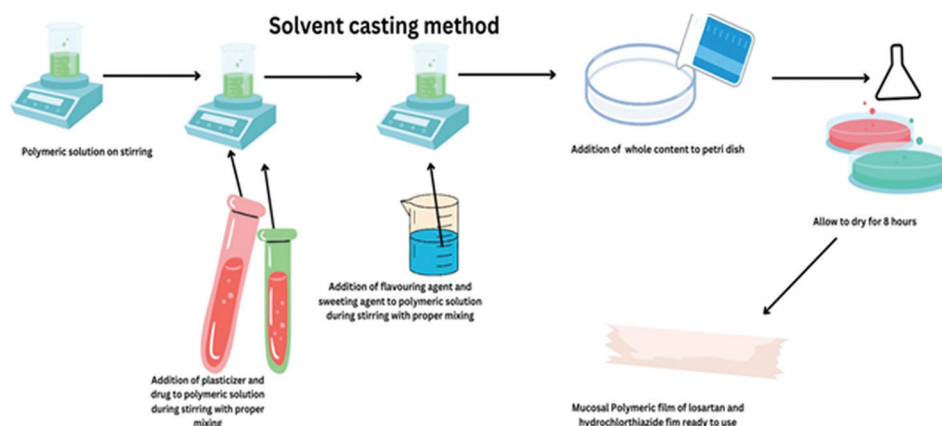 Solvent casting method
Polymeric solution on stirring
Addition of whole content to petri dish
Allow to dry for 8 hours
Addition of flavouring agent and
sweeting agent to polymeric solution
during stirring with proper mixing
Addition of plasticizer and
drug to polymeric solution
during stirring with proper
mixing
Mucosal Polymeric film of losartan and
hydrochlorthiazide fim ready to use